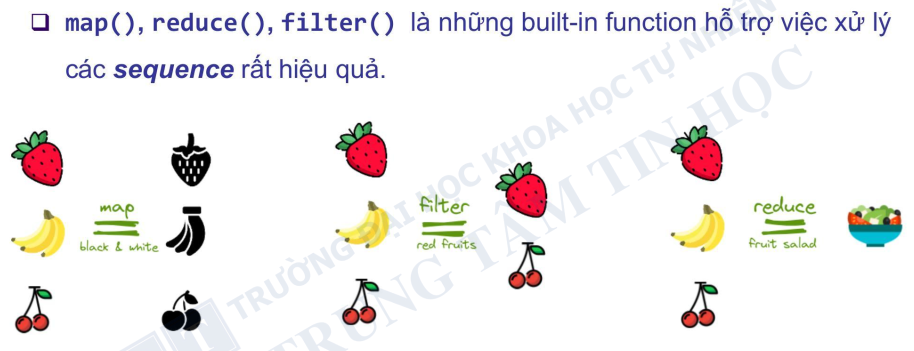 map(), reduce(), filter() là những built-in function hỗ trợ việc xử lý
các sequence rất hiệu quả.
map
black & white
filter
red fruits
reduce
fruit salad
TRƯỜNG ĐẠI HỌC KHOA HỌC TỰ NHIÊN
TRUNG TÂM TIN HỌC